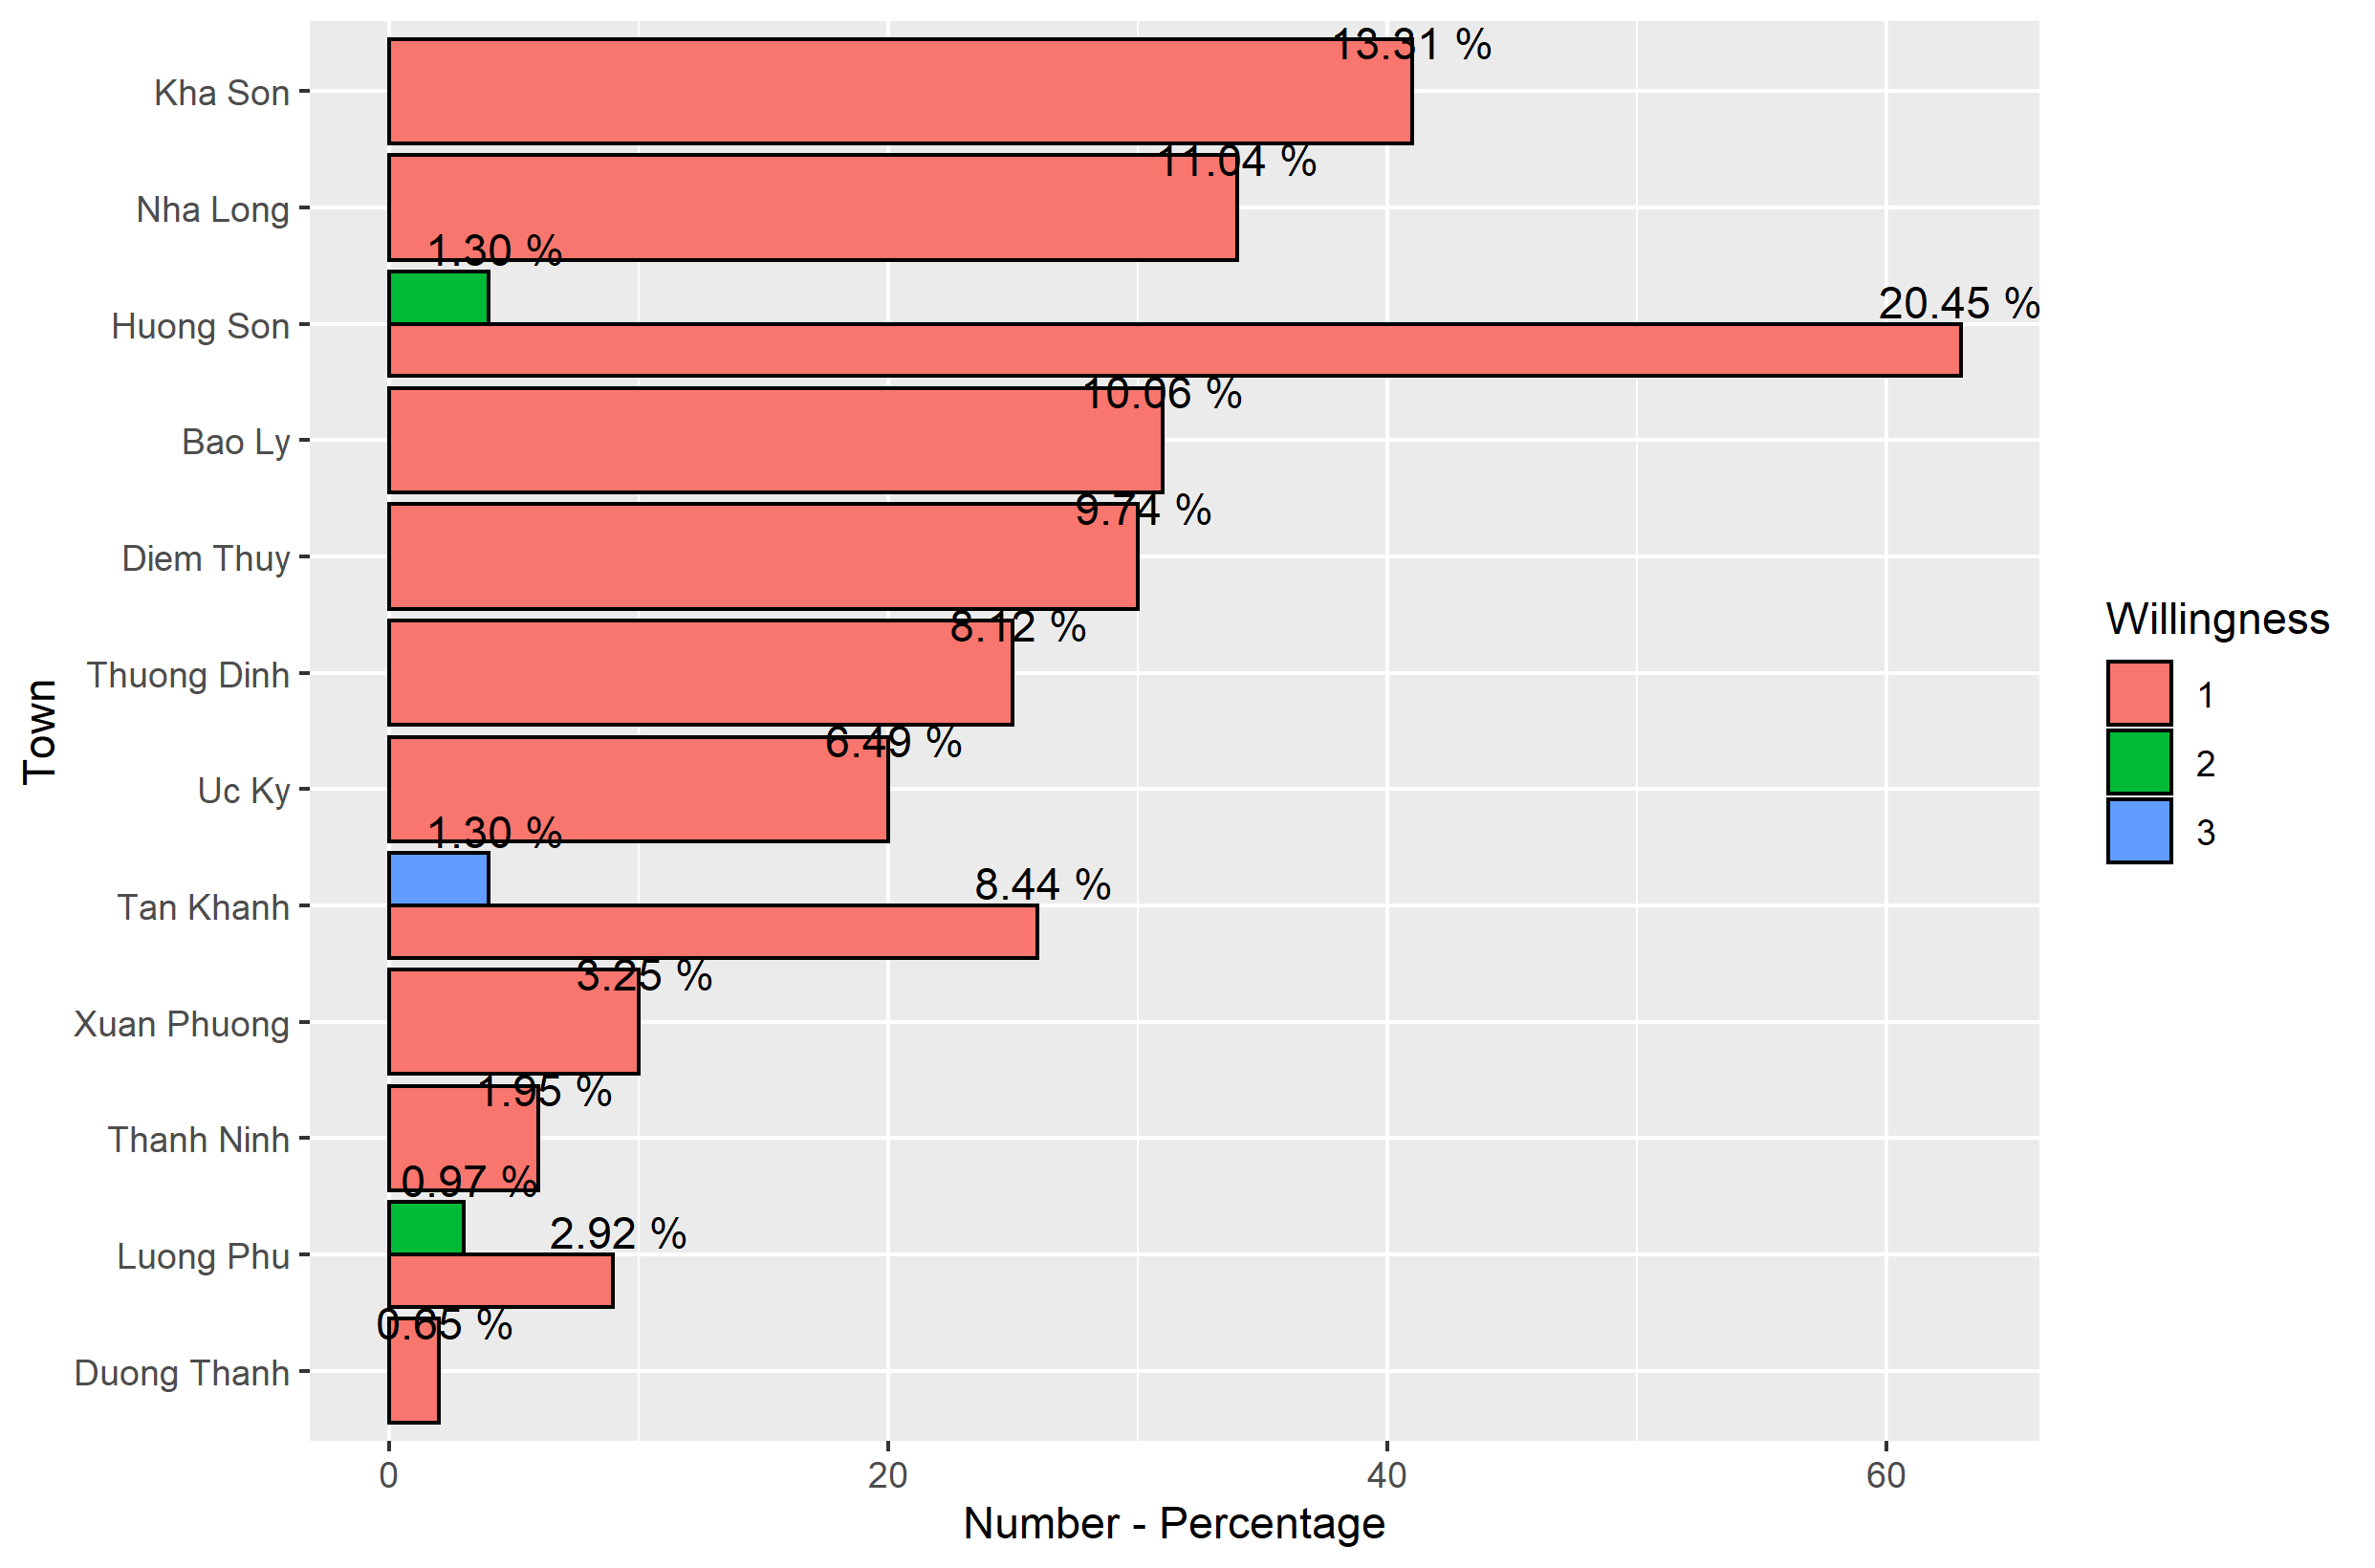 13.31 %
Kha Son
11.04 %
Nha Long
1.30 %
Huong Son
20.45 %
10.06 %
Bao Ly
9.74 %
Diem Thuy
8.12 %
Thuong Dinh
6.49 %
Uc Ky
1.30 %
8.44 %
Tan Khanh
3.25 %
Xuan Phuong
1.95 %
Thanh Ninh
0.97 %
2.92 %
Luong Phu
0.65 %
Duong Thanh
0 20 40 60
Number - Percentage
Town
Willingness
1
2
3